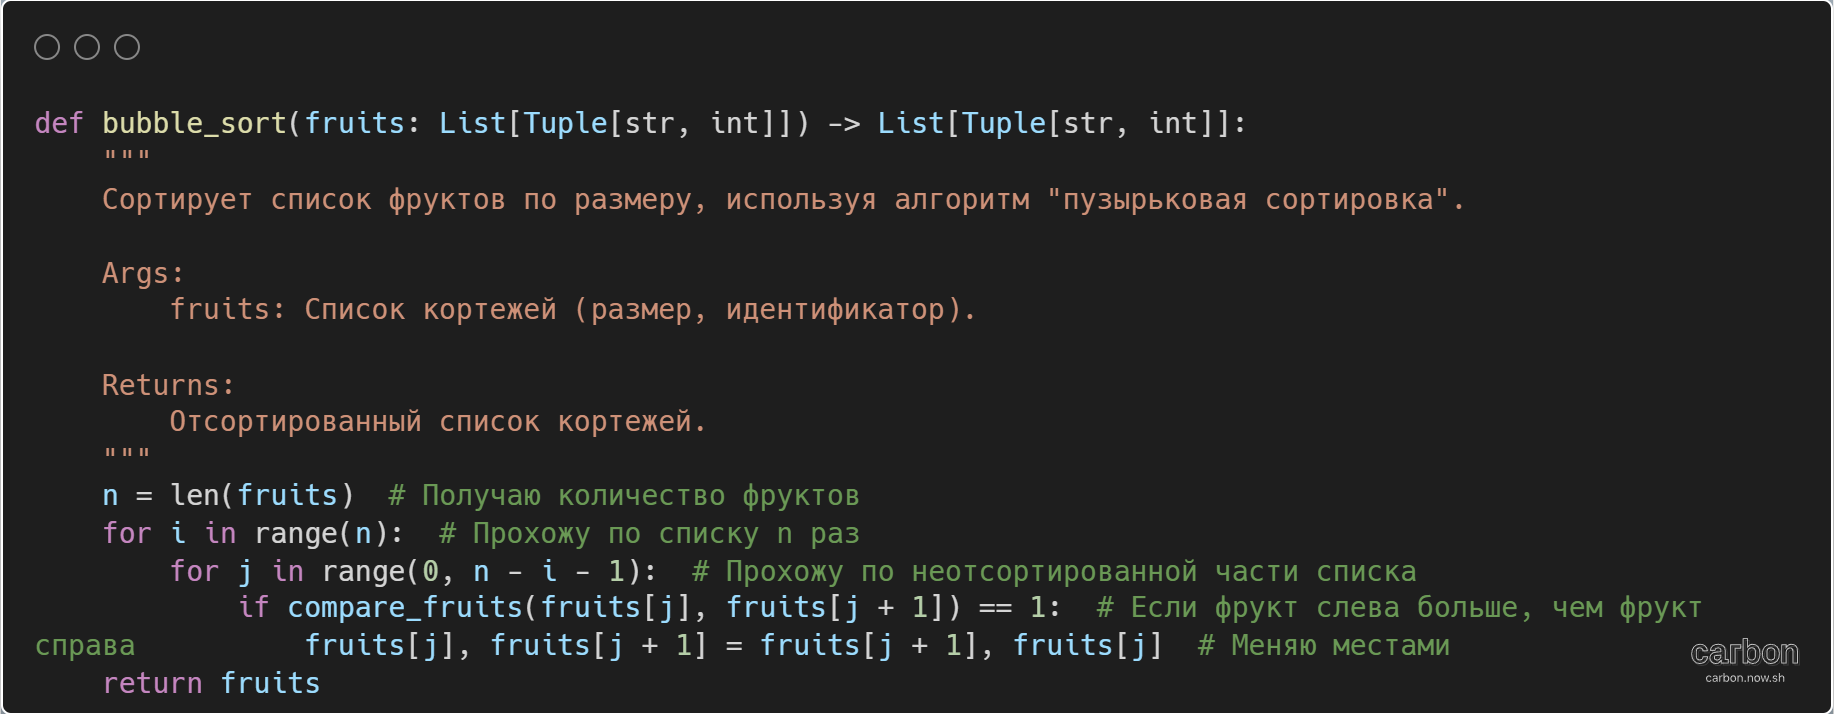 def bubble_sort(fruits: List[Tuple[str, int]]) -> List[Tuple[str, int]]:
    """
    Сортирует список фруктов по размеру, используя алгоритм "пузырьковая сортировка".

    Args:
        fruits: Список кортежей (размер, идентификатор).

    Returns:
        Отсортированный список кортежей.
    """
    n = len(fruits)  # Получаю количество фруктов
    for i in range(n):  # Прохожу по списку n раз
        for j in range(0, n - i - 1):  # Прохожу по неотсортированной части списка
            if compare_fruits(fruits[j], fruits[j + 1]) == 1:  # Если фрукт слева больше, чем фрукт
справа          fruits[j], fruits[j + 1] = fruits[j + 1], fruits[j]  # Меняю местами
    return fruits
carbon
carbon.now.sh